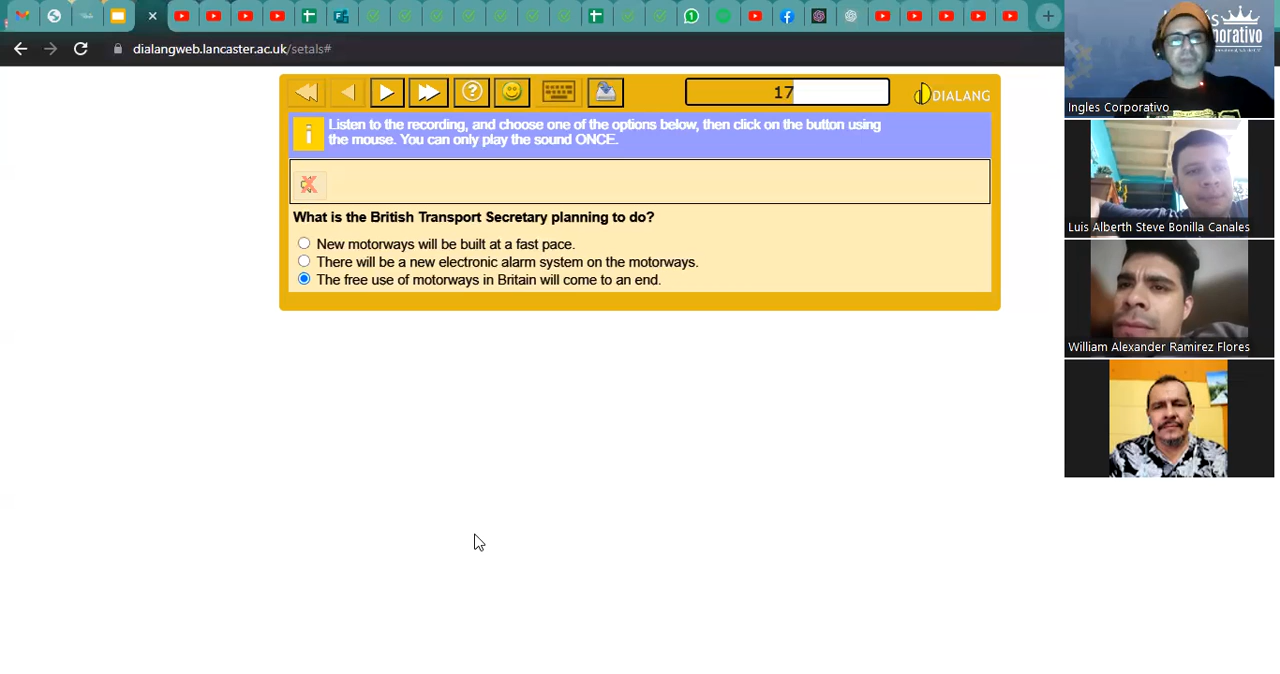 dialangweb.lancaster.ac.uk/setals#
17
DIALANG
Listen to the recording, and choose one of the options below, then click on the button using
the mouse. You can only play the sound ONCE.
What is the British Transport Secretary planning to do?
New motorways will be built at a fast pace.
There will be a new electronic alarm system on the motorways.
The free use of motorways in Britain will come to an end.
Ingles Corporativo
Luis Alberth Steve Bonilla Canales
William Alexander Ramirez Flores